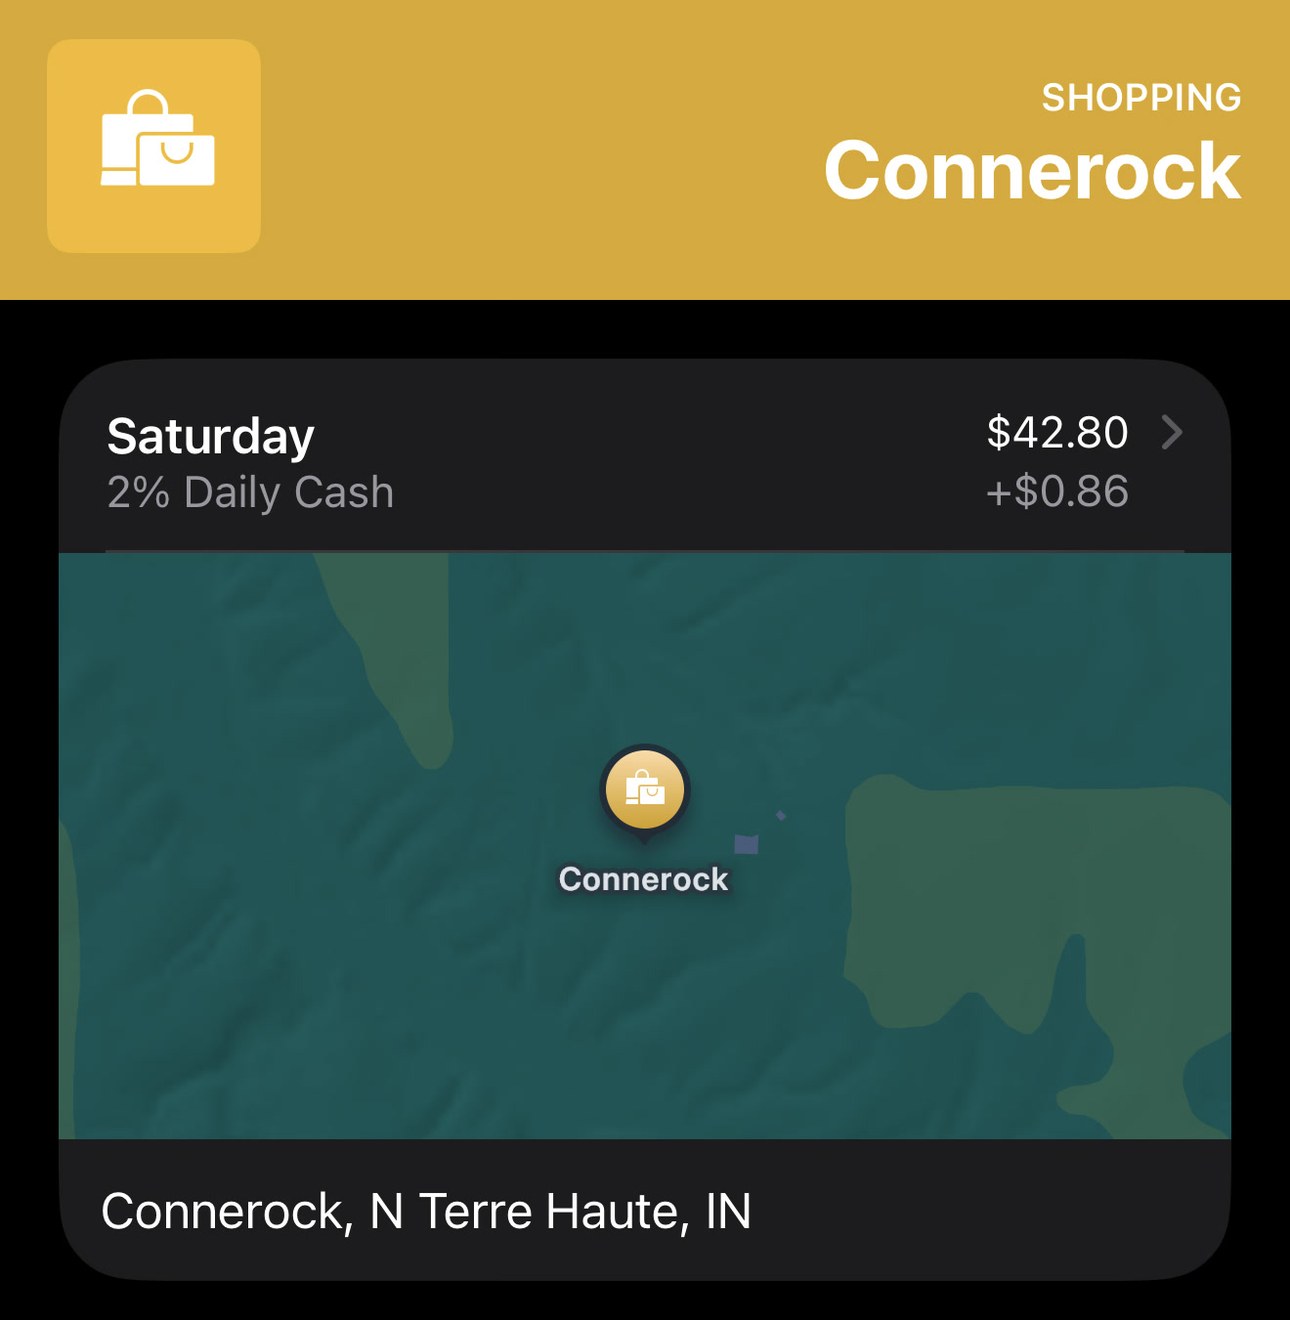 SHOPPING
Connerock
Saturday
$42.80
2% Daily Cash
+$0.86
Connerock
Connerock, N Terre Haute, IN